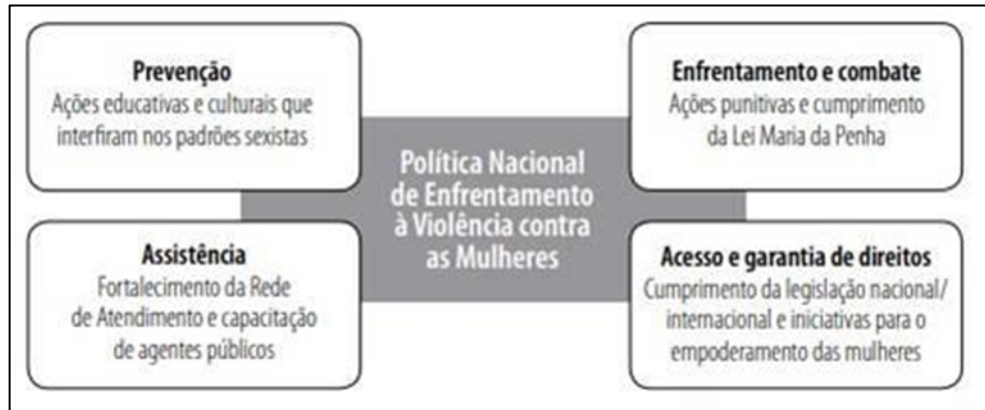 Prevenção
Ações educativas e culturais que
interfiram nos padrões sexistas
Enfrentamento e combate
Ações punitivas e cumprimento
da Lei Maria da Penha
Política Nacional
de Enfrentamento
à Violência contra
as Mulheres
Assistência
Fortalecimento da Rede
de Atendimento e capacitação
de agentes públicos
Acesso e garantia de direitos
Cumprimento da legislação nacional/
internacional e iniciativas para o
empoderamento das mulheres